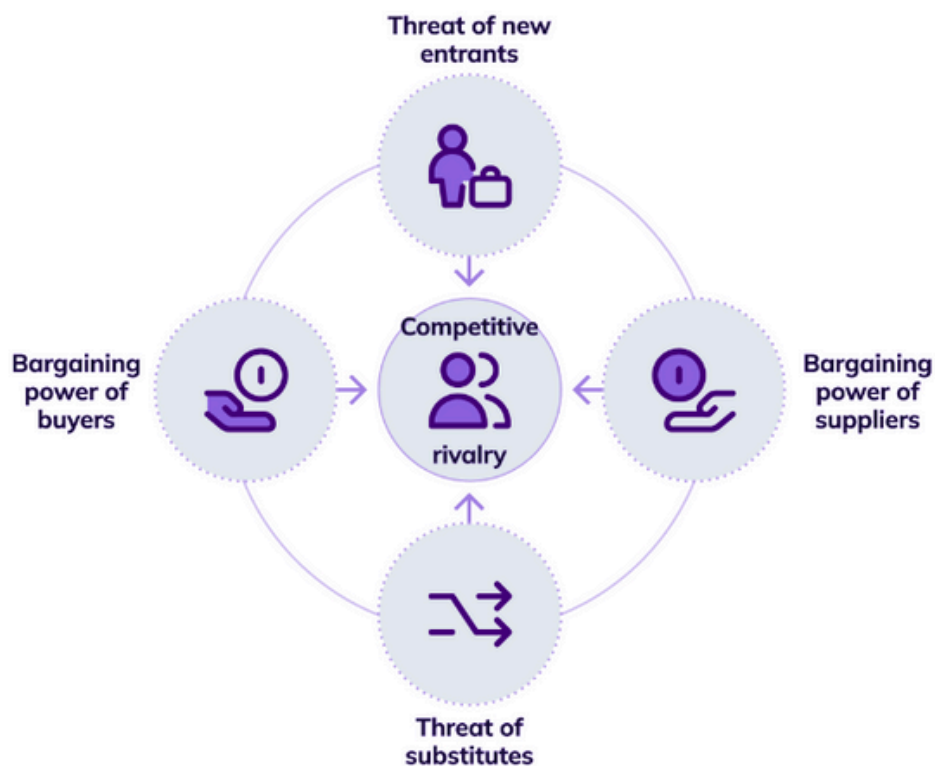 Threat of new
entrants
Competitive
rivalry
Bargaining
power of
buyers
Bargaining
power of
suppliers
Threat of
substitutes